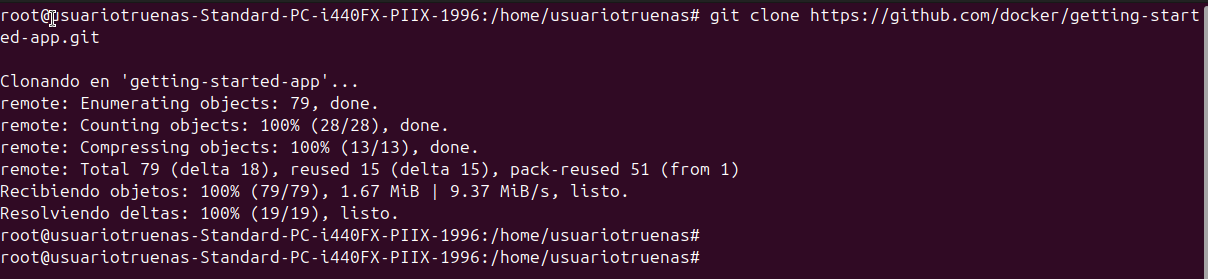 root@usuariotruenas-Standard-PC-i440FX-PIIX-1996:/home/usuariotruenas# git clone https://github.com/docker/getting-start
ed-app.git
Clonando en 'getting-started-app'...
remote: Enumerating objects: 79, done.
remote: Counting objects: 100% (28/28), done.
remote: Compressing objects: 100% (13/13), done.
remote: Total 79 (delta 18), reused 15 (delta 15), pack-reused 51 (from 1)
Recibiendo objetos: 100% (79/79), 1.67 MiB | 9.37 MiB/s, listo.
Resolviendo deltas: 100% (19/19), listo.
root@usuariotruenas-Standard-PC-i440FX-PIIX-1996:/home/usuariotruenas#
root@usuariotruenas-Standard-PC-i440FX-PIIX-1996:/home/usuariotruenas#